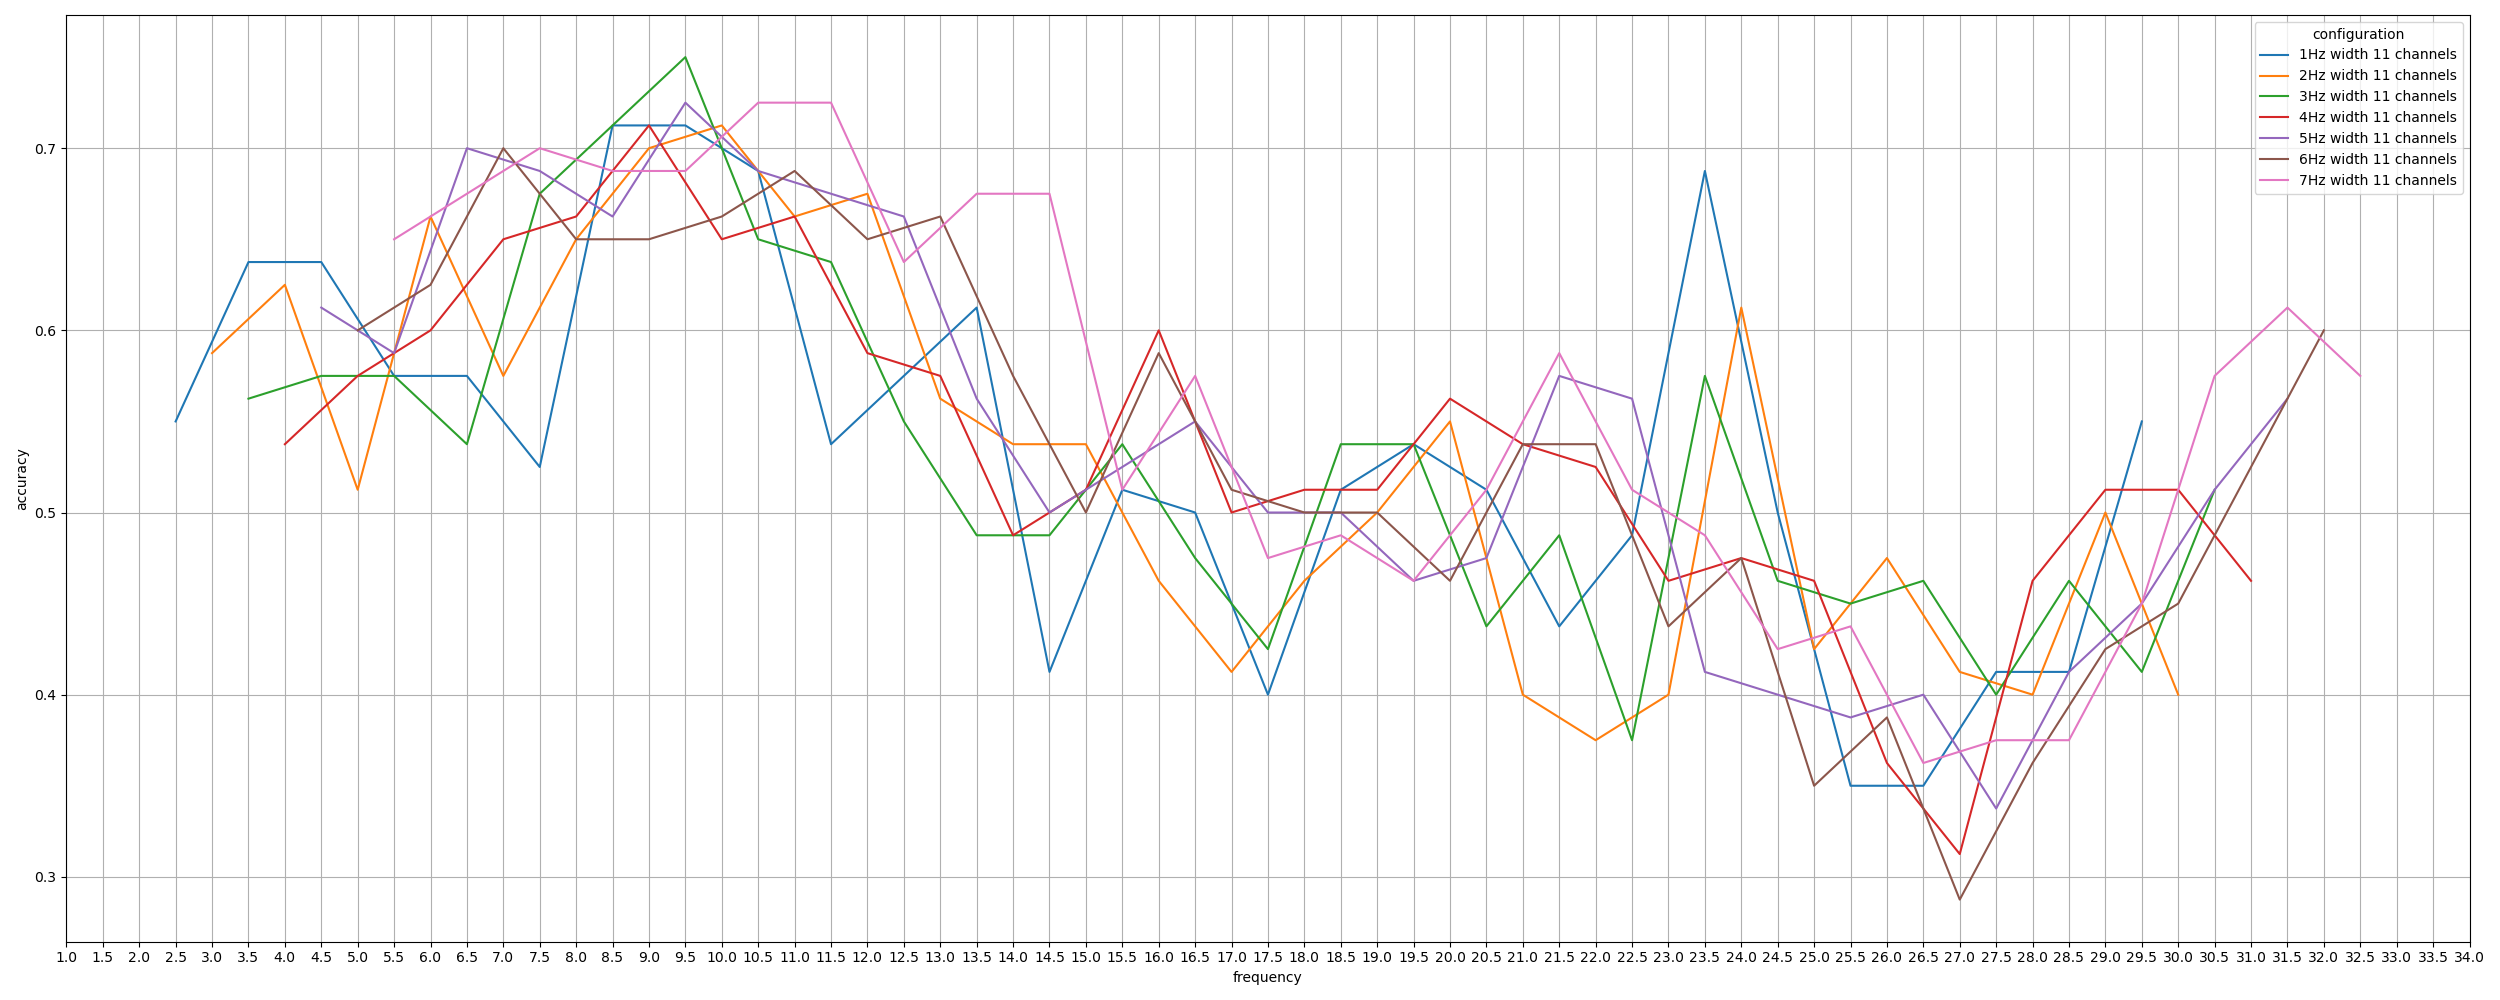 configuration
1Hz width 11 channels
2Hz width 11 channels
3Hz width 11 channels
4Hz width 11 channels
5Hz width 11 channels
6Hz width 11 channels
7Hz width 11 channels
0.7
0.6
0.5
0.4
0.3
accuracy
1.0 1.5 2.0 2.5 3.0 3.5 4.0 4.5 5.0 5.5 6.0 6.5 7.0 7.5 8.0 8.5 9.0 9.5 10.0 10.5 11.0 11.5 12.0 12.5 13.0 13.5 14.0 14.5 15.0 15.5 16.0 16.5 17.0 17.5 18.0 18.5 19.0 19.5 20.0 20.5 21.0 21.5 22.0 22.5 23.0 23.5 24.0 24.5 25.0 25.5 26.0 26.5 27.0 27.5 28.0 28.5 29.0 29.5 30.0 30.5 31.0 31.5 32.0 32.5 33.0 33.5 34.0
frequency